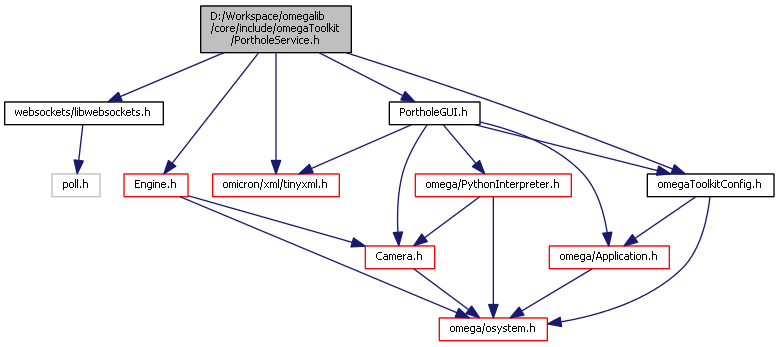 D:/Workspace/omegalib
/core/include/omegaToolkit
/PortholeService.h
websockets/libwebsockets.h
PortholeGUI.h
poll.h
Engine.h
omicron/xml/tinyxml.h
omega/PythonInterpreter.h
omegaToolkitConfig.h
Camera.h
omega/Application.h
omega/osystem.h